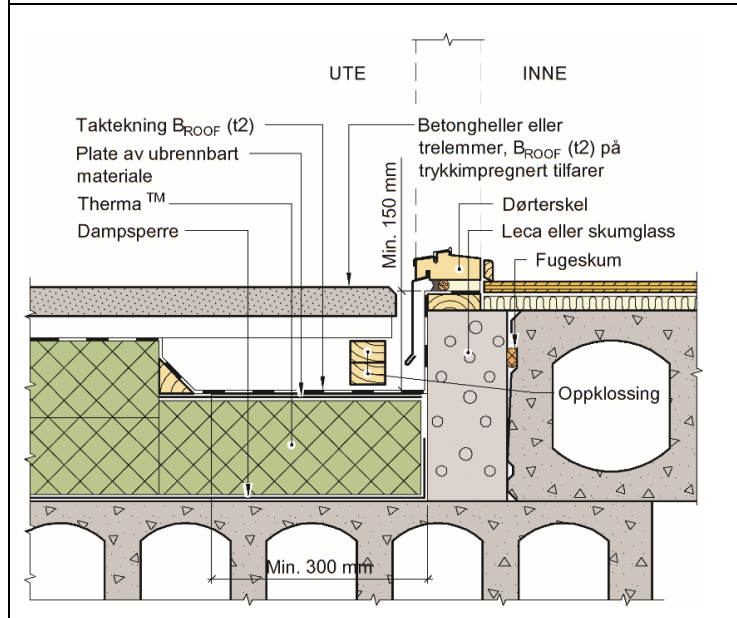 UTE
INNE
Taktekning BROOF (t2)
Plate av ubrennbart
materiale
Therma TM
Dampsperre
Betongheller eller
trelemmer, BROOF (t2) på
trykkimpregnert tilfarer
Min. 150 mm
Dørterskel
Leca eller skumglass
Fugeskum
Oppklossing
Min. 300 mm